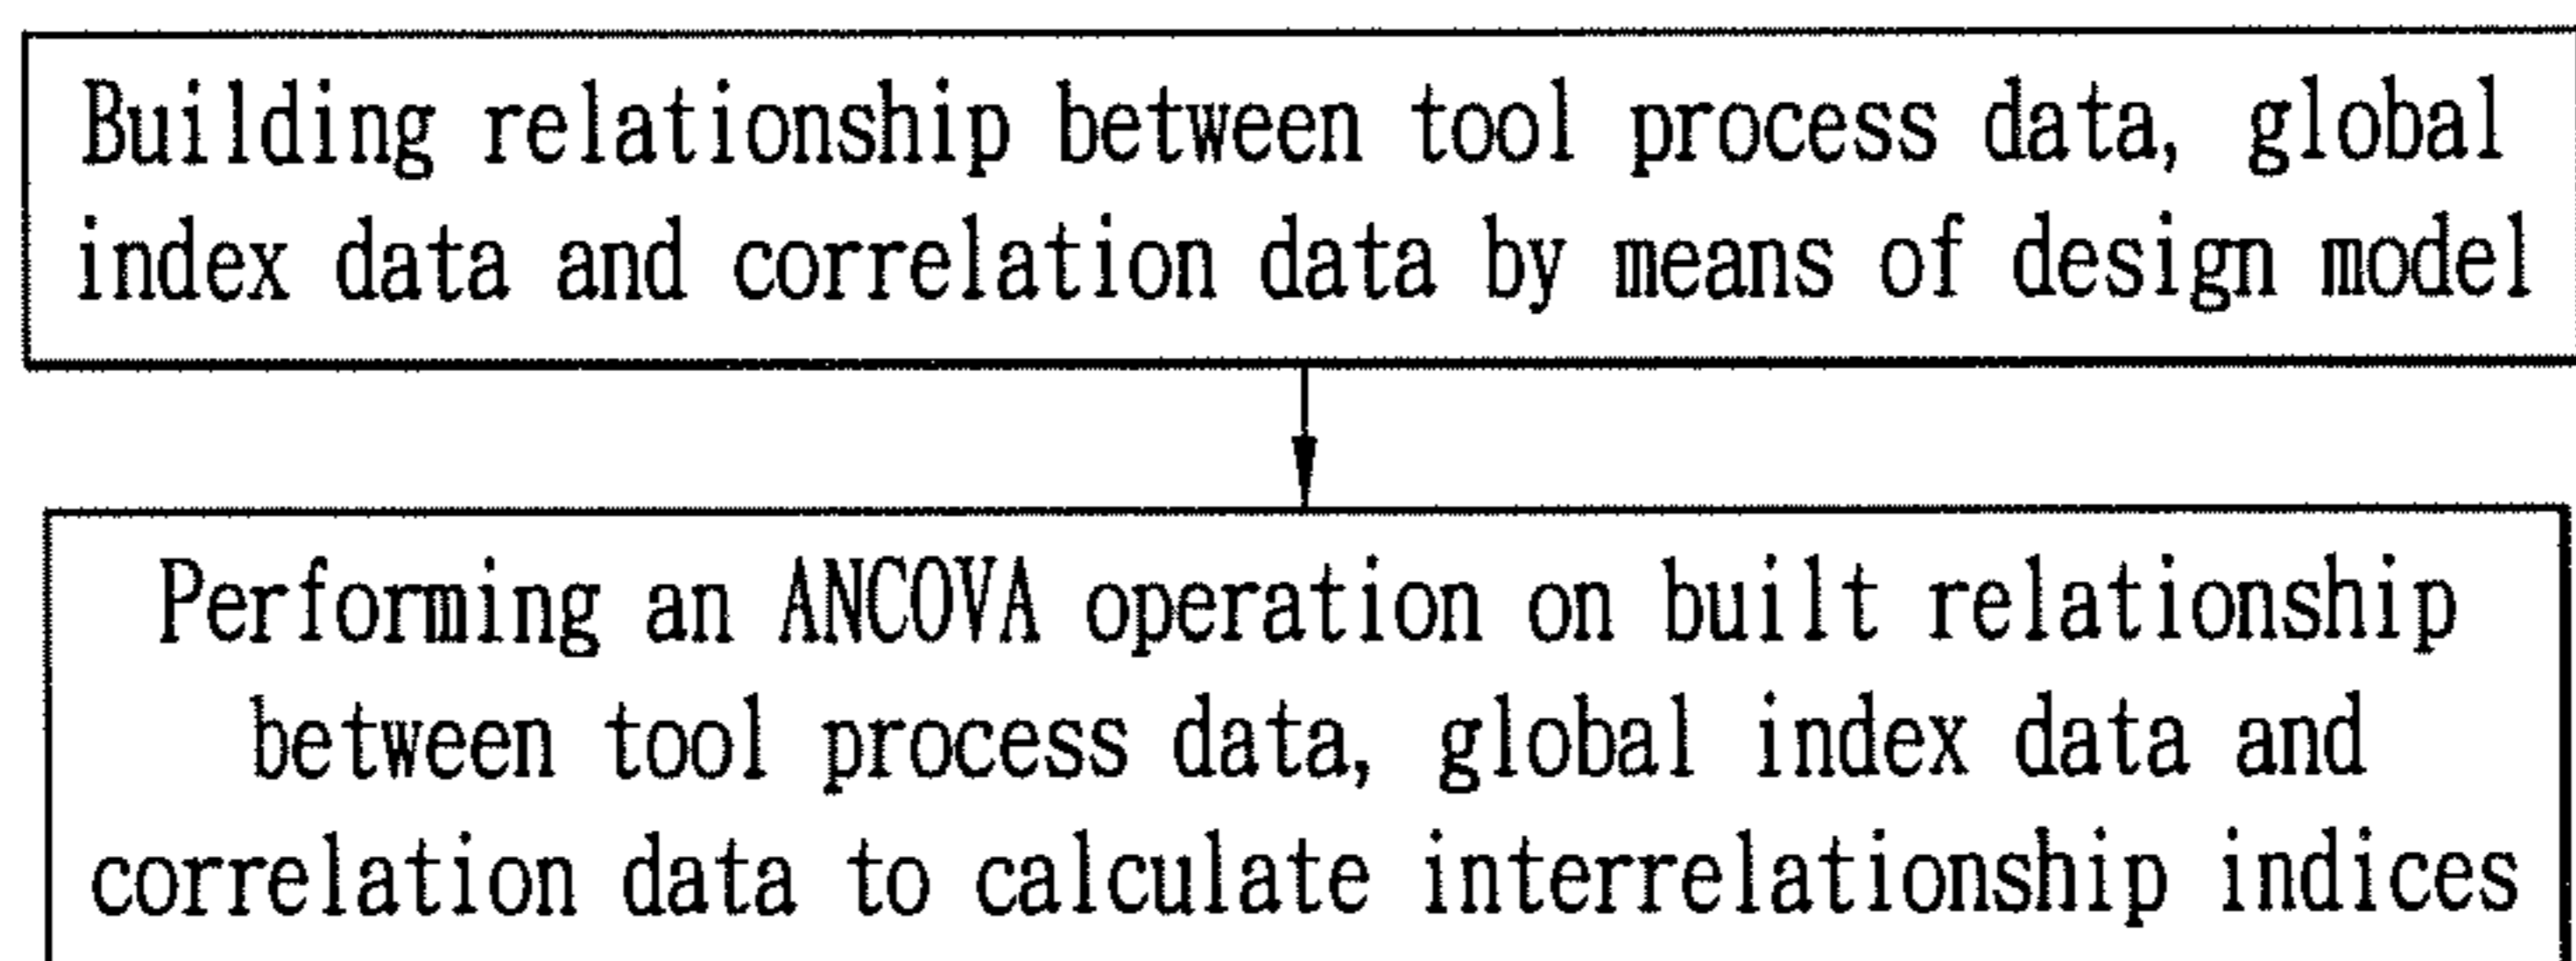 Building relationship between tool process data, global
index data and correlation data by means of design model
Performing an ANCOVA operation on built relationship
between tool process data, global index data and
correlation data to calculate interrelationship indices